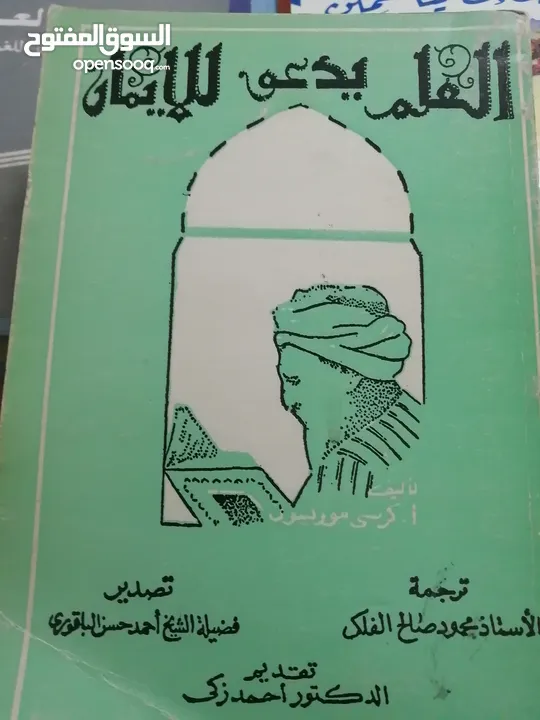 السوق المفتوح
opensooq.com
العلم يدعو للإيمان
تأليف
أ. كرسى موريسون
ترجمة
الأستاذ محمود صالح الفلكى
تصدير
فضيلة الشيخ أحمد حسن الباقورى
تقديم
الدكتور أحمد زكى